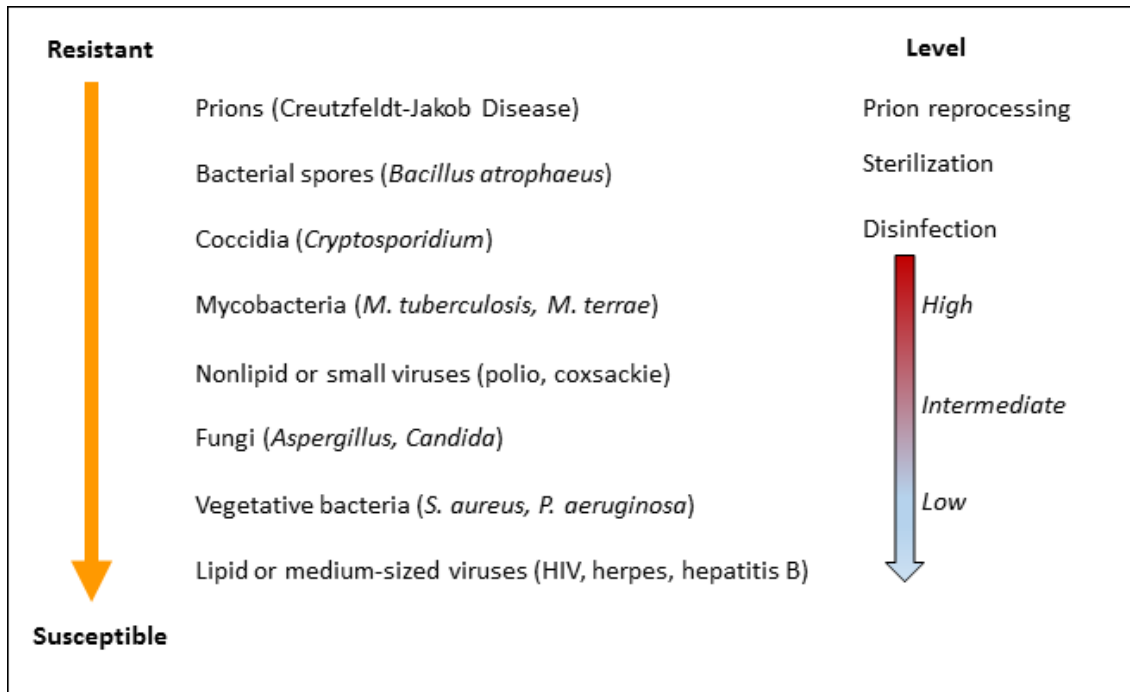 Resistant
Level
Prions (Creutzfeldt-Jakob Disease)
Prion reprocessing
Bacterial spores (Bacillus atrophaeus)
Sterilization
Coccidia (Cryptosporidium)
Disinfection
Mycobacteria (M. tuberculosis, M. terrae)
High
Nonlipid or small viruses (polio, coxsackie)
Intermediate
Fungi (Aspergillus, Candida)
Vegetative bacteria (S. aureus, P. aeruginosa)
Low
Lipid or medium-sized viruses (HIV, herpes, hepatitis B)
Susceptible